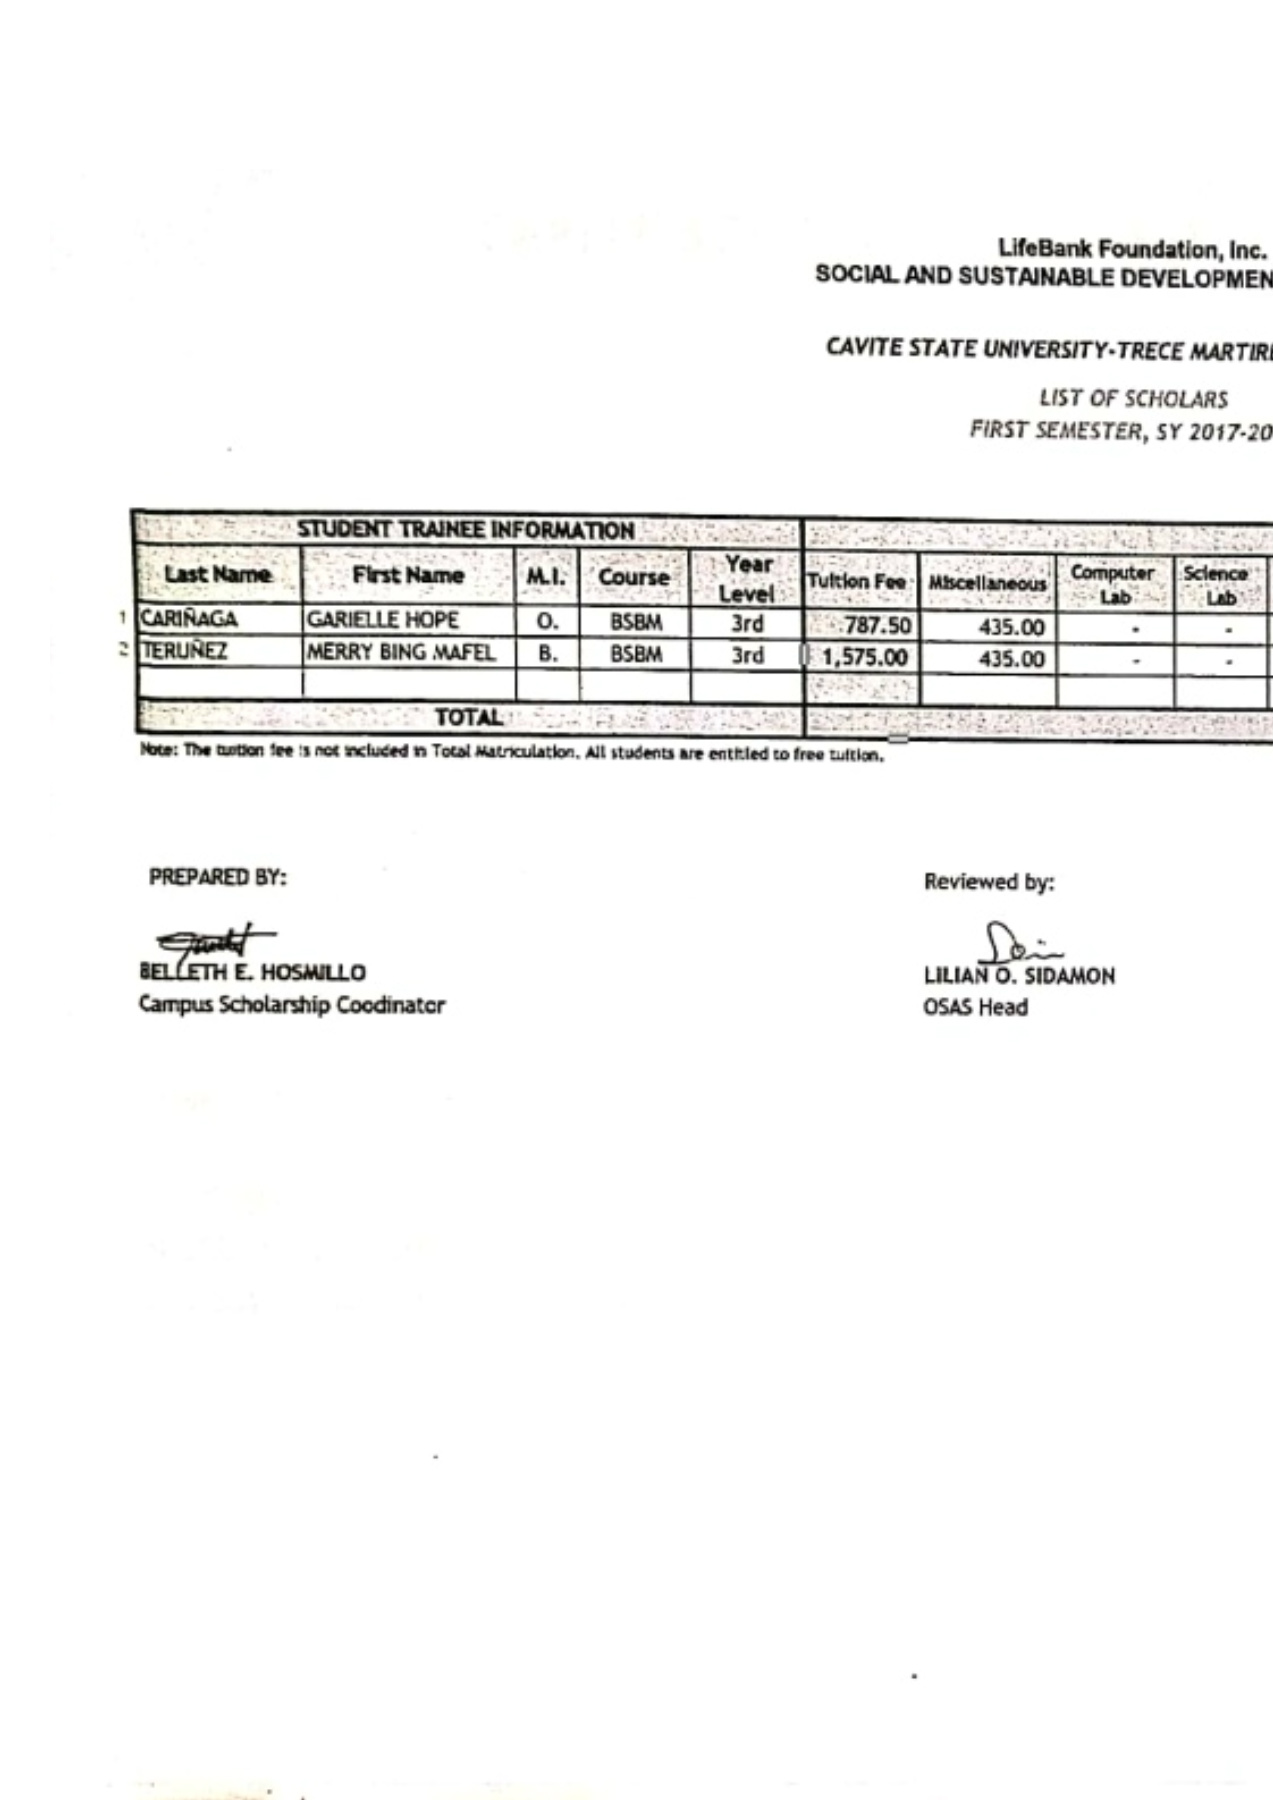 LifeBank Foundation, Inc.
SOCIAL AND SUSTAINABLE DEVELOPMEN
CAVITE STATE UNIVERSITY-TRECE MARTIRE
LIST OF SCHOLARS
FIRST SEMESTER, SY 2017-20
STUDENT TRAINEE INFORMATION
Last Name First Name M.I. Course Year Level Tuition Fee Miscellaneous Computer Lab Science Lab
1 CARIÑAGA GARIELLE HOPE O. BSBM 3rd 787.50 435.00 - -
2 TERUÑEZ MERRY BING MAFEL B. BSBM 3rd 1,575.00 435.00 - -
TOTAL
Note: The tuition fee is not included in Total Matriculation. All students are entitled to free tuition.
PREPARED BY: Reviewed by:
BELLETH E. HOSMILLO LILIAN O. SIDAMON
Campus Scholarship Coodinator OSAS Head